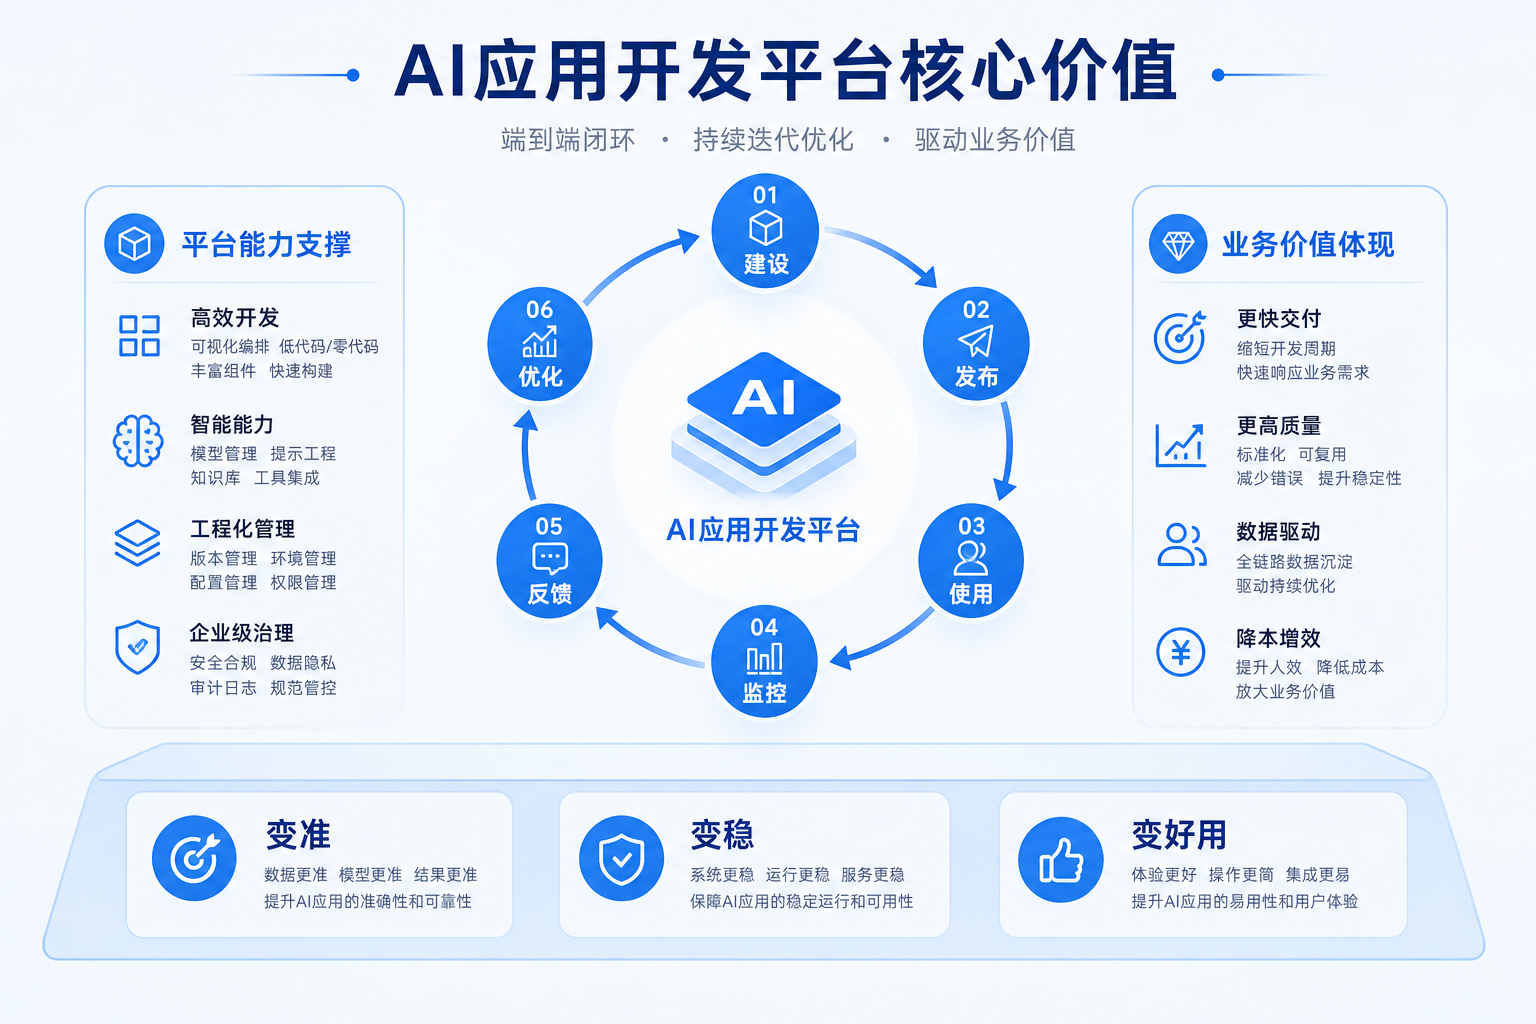 AI应用开发平台核心价值
端到端闭环 • 持续迭代优化 • 驱动业务价值
平台能力支撑
高效开发
可视化编排 低代码/零代码
丰富组件 快速构建
智能能力
模型管理 提示工程
知识库 工具集成
工程化管理
版本管理 环境管理
配置管理 权限管理
企业级治理
安全合规 数据隐私
审计日志 规范管控
01
建设
02
发布
03
使用
04
监控
05
反馈
06
优化
AI
AI应用开发平台
业务价值体现
更快交付
缩短开发周期
快速响应业务需求
更高质量
标准化 可复用
减少错误 提升稳定性
数据驱动
全链路数据沉淀
驱动持续优化
¥
降本增效
提升人效 降低成本
放大业务价值
变准
数据更准 模型更准 结果更准
提升AI应用的准确性和可靠性
变稳
系统更稳 运行更稳 服务更稳
保障AI应用的稳定运行和可用性
变好用
体验更好 操作更简 集成更易
提升AI应用的易用性和用户体验